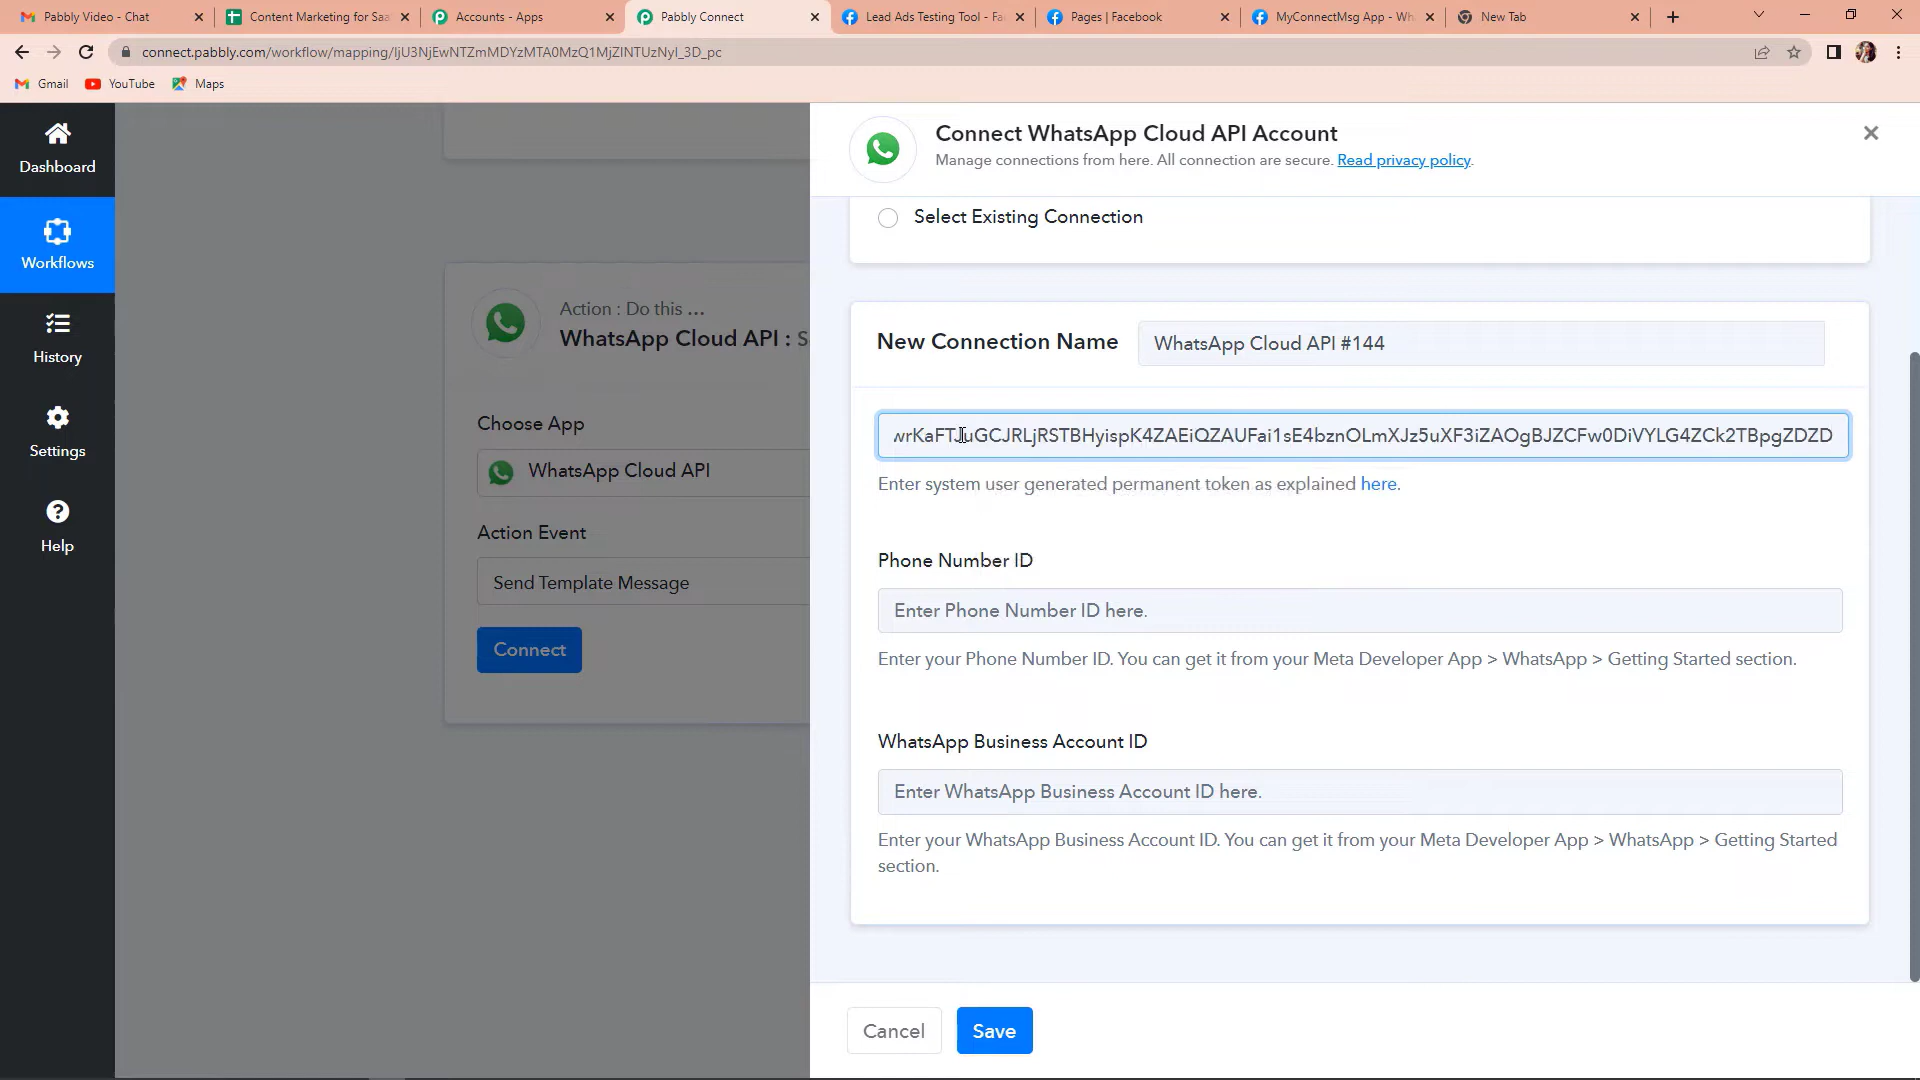 Pabbly Video - Chat
Content Marketing for Saa
Accounts - Apps
Pabbly Connect
Lead Ads Testing Tool - Fa
Pages | Facebook
MyConnectMsg App - Wh
New Tab
connect.pabbly.com/workflow/mapping/IjU3NjEwNTZmMDYzMTA0MzQ1MjZlNTUzNyI_3D_pc
Gmail
YouTube
Maps
Dashboard
Workflows
History
Settings
Help
Action : Do this ...
WhatsApp Cloud API : S
Choose App
WhatsApp Cloud API
Action Event
Send Template Message
Connect
Connect WhatsApp Cloud API Account
Manage connections from here. All connection are secure. Read privacy policy.
Select Existing Connection
New Connection Name
WhatsApp Cloud API #144
Enter system user generated permanent token as explained here.
Phone Number ID
Enter Phone Number ID here.
Enter your Phone Number ID. You can get it from your Meta Developer App > WhatsApp > Getting Started section.
WhatsApp Business Account ID
Enter WhatsApp Business Account ID here.
Enter your WhatsApp Business Account ID. You can get it from your Meta Developer App > WhatsApp > Getting Started
section.
Cancel
Save